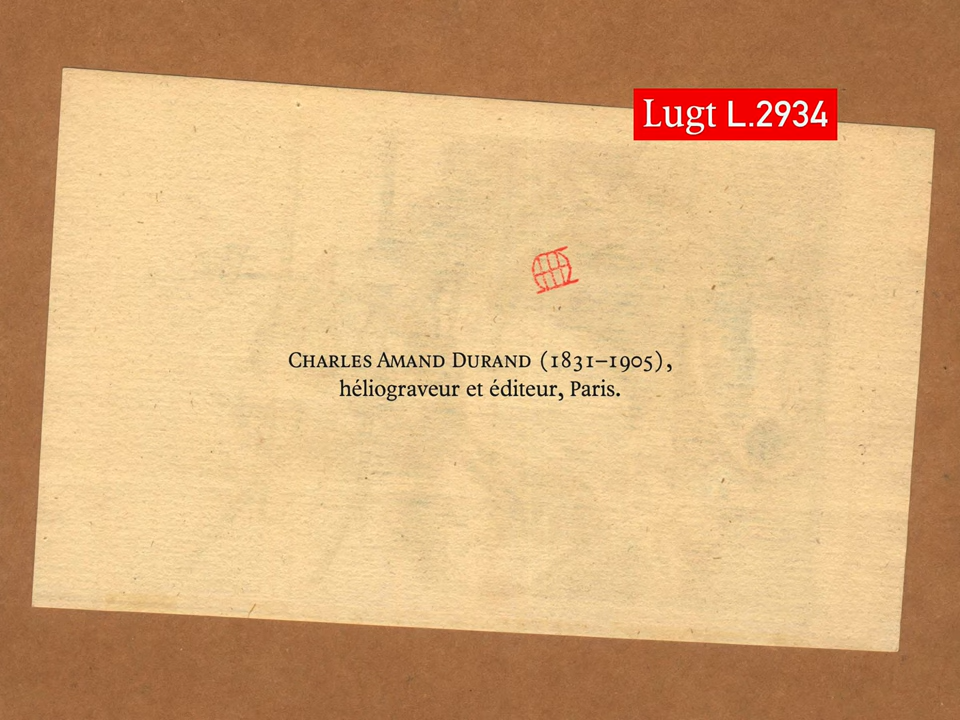 Lugt L.2934
CHARLES AMAND DURAND (1831–1905),
héliograveur et éditeur, Paris.